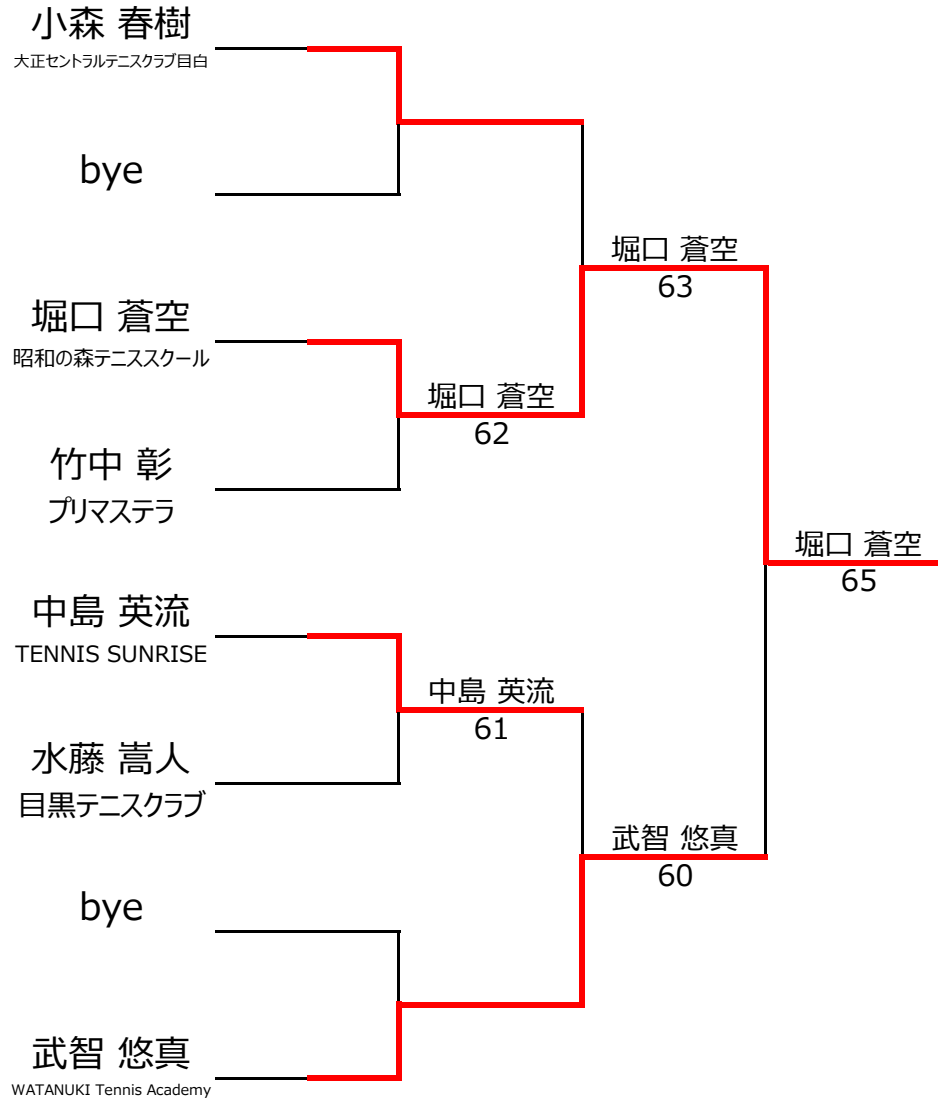 小森 春樹
大正セントラルテニスクラブ目白
bye
堀口 蒼空
昭和の森テニススクール
竹中 彰
プリマステラ
中島 英流
TENNIS SUNRISE
水藤 嵩人
目黒テニスクラブ
bye
武智 悠真
WATANUKI Tennis Academy
堀口 蒼空
62
中島 英流
61
堀口 蒼空
63
武智 悠真
60
堀口 蒼空
65